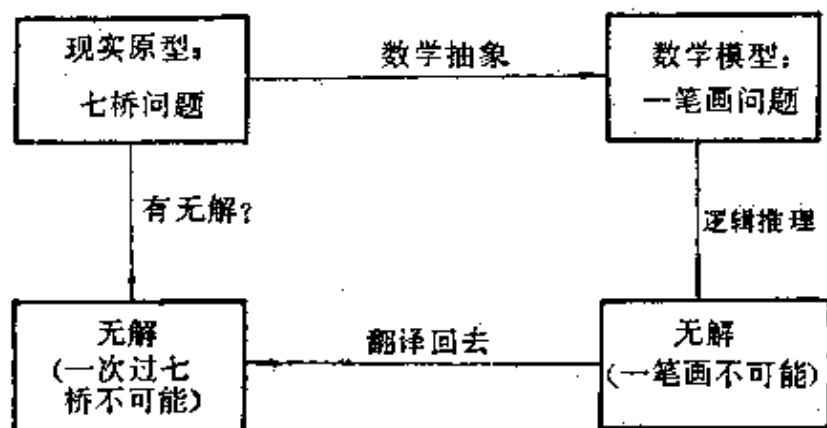 现实原型：
七桥问题
数学抽象
数学模型：
一笔画问题
有无解？
逻辑推理
无解
(一次过七
桥不可能)
翻译回去
无解
(一笔画不可能)